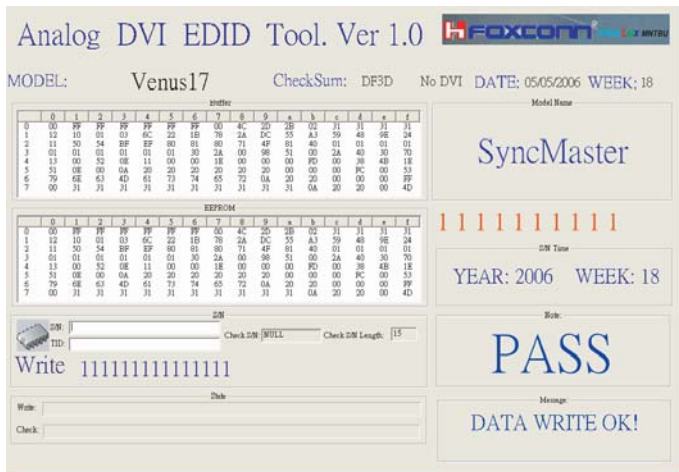 Analog DVI EDID Tool. Ver 1.0
FOXCONN
MNTBU
MODEL: Venus17 CheckSum: DF3D No DVI DATE: 05/05/2006 WEEK; 18
Buffer
0 1 2 3 4 5 6 7 8 9 a b c d e f
0 00 FF FF FF FF FF FF 00 4C 2D 2B 02 31 31 31 31
1 12 10 01 03 6C 22 1B 78 2A DC 55 A3 59 48 9E 24
2 11 50 54 BF EF 80 81 80 71 4F 81 40 01 01 01 01
3 01 01 01 01 01 01 30 2A 00 98 51 00 2A 40 30 70
4 13 00 52 0E 11 00 00 1E 00 00 00 FD 00 38 4B 1E
5 51 0E 00 0A 20 20 20 20 20 20 00 00 00 FC 00 53
6 79 6E 63 4D 61 73 74 65 72 0A 20 20 00 00 00 FF
7 00 31 31 31 31 31 31 31 31 31 31 0A 20 20 00 4D
Model Name
SyncMaster
EEPROM
0 1 2 3 4 5 6 7 8 9 a b c d e f
0 00 FF FF FF FF FF FF 00 4C 2D 2B 02 31 31 31 31
1 12 10 01 03 6C 22 1B 78 2A DC 55 A3 59 48 9E 24
2 11 50 54 BF EF 80 81 80 71 4F 81 40 01 01 01 01
3 01 01 01 01 01 01 30 2A 00 98 51 00 2A 40 30 70
4 13 00 52 0E 11 00 00 1E 00 00 00 FD 00 38 4B 1E
5 51 0E 00 0A 20 20 20 20 20 20 00 00 00 FC 00 53
6 79 6E 63 4D 61 73 74 65 72 0A 20 20 00 00 00 FF
7 00 31 31 31 31 31 31 31 31 31 31 0A 20 20 00 4D
1 1 1 1 1 1 1 1 1 1
S/N Time
YEAR: 2006 WEEK: 18
S/N
S/N:
TID:
Check S/N: NULL Check S/N Length: 15
Write 111111111111111
Note:
PASS
State
Write:
Check:
Message:
DATA WRITE OK!